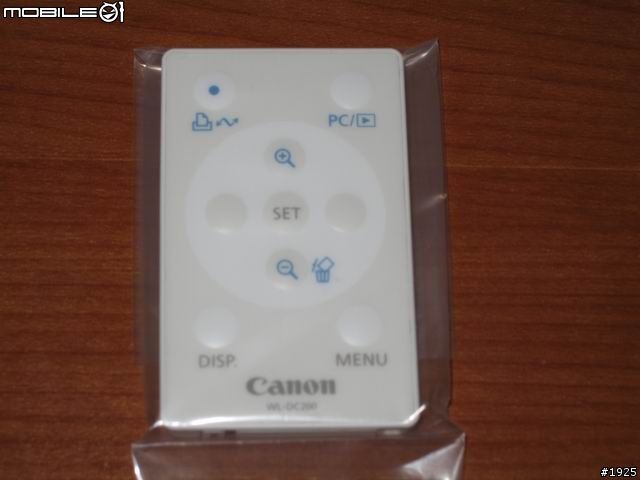 MOBILE01
PC/
SET
DISP.
MENU
Canon
WL-DC200
#1925